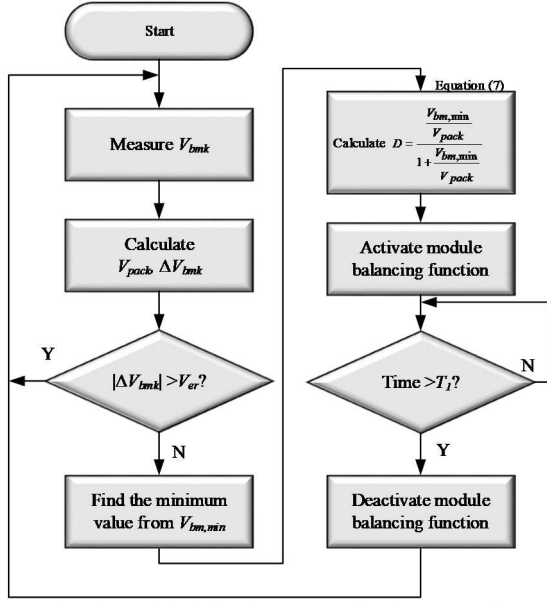 Start
Measure V_bmk
Calculate
V_pack, ΔV_bmk
|ΔV_bmk| >V_er?
Y
N
Find the minimum
value from V_bm,min
Equation (7)
Calculate D = (V_bm,min / V_pack) / (1 + V_bm,min / V_pack)
Activate module
balancing function
Time >T_1?
N
Y
Deactivate module
balancing function